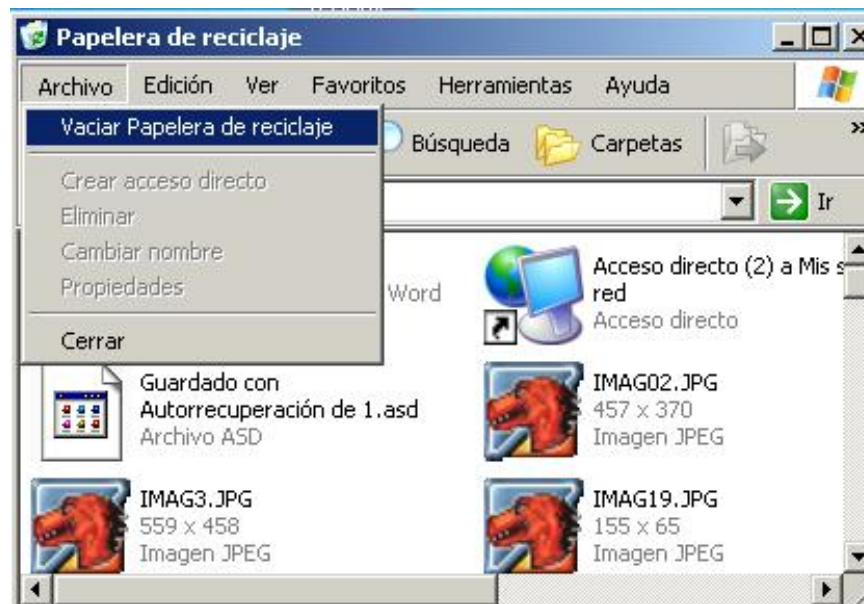 Papelera de reciclaje
Archivo Edición Ver Favoritos Herramientas Ayuda
Vaciar Papelera de reciclaje
Búsqueda Carpetas »
Crear acceso directo
Eliminar
Ir
Cambiar nombre
Propiedades
Cerrar
Word
Acceso directo (2) a Mis s
red
Acceso directo
Guardado con
Autorrecuperación de 1.asd
Archivo ASD
IMAG02.JPG
457 x 370
Imagen JPEG
IMAG3.JPG
559 x 458
Imagen JPEG
IMAG19.JPG
155 x 65
Imagen JPEG